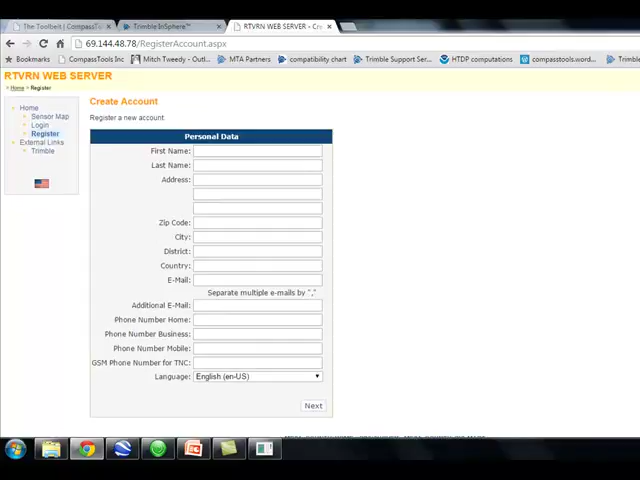 The Toolbelt | CompassT
Trimble InSphere™
RTVRN WEB SERVER - Cr
69.144.48.78/RegisterAccount.aspx
Bookmarks CompassTools Inc Mitch Tweedy - Outl... MTA Partners compatibility chart Trimble Support Ser... HTDP computations compasstools.word... Trimble
RTVRN WEB SERVER
> Home > Register
Home
Sensor Map
Login
Register
External Links
Trimble
Create Account
Register a new account:
Personal Data
First Name:
Last Name:
Address:
Zip Code:
City:
District:
Country:
E-Mail:
Separate multiple e-mails by ","
Additional E-Mail:
Phone Number Home:
Phone Number Business:
Phone Number Mobile:
GSM Phone Number for TNC:
Language: English (en-US)
Next